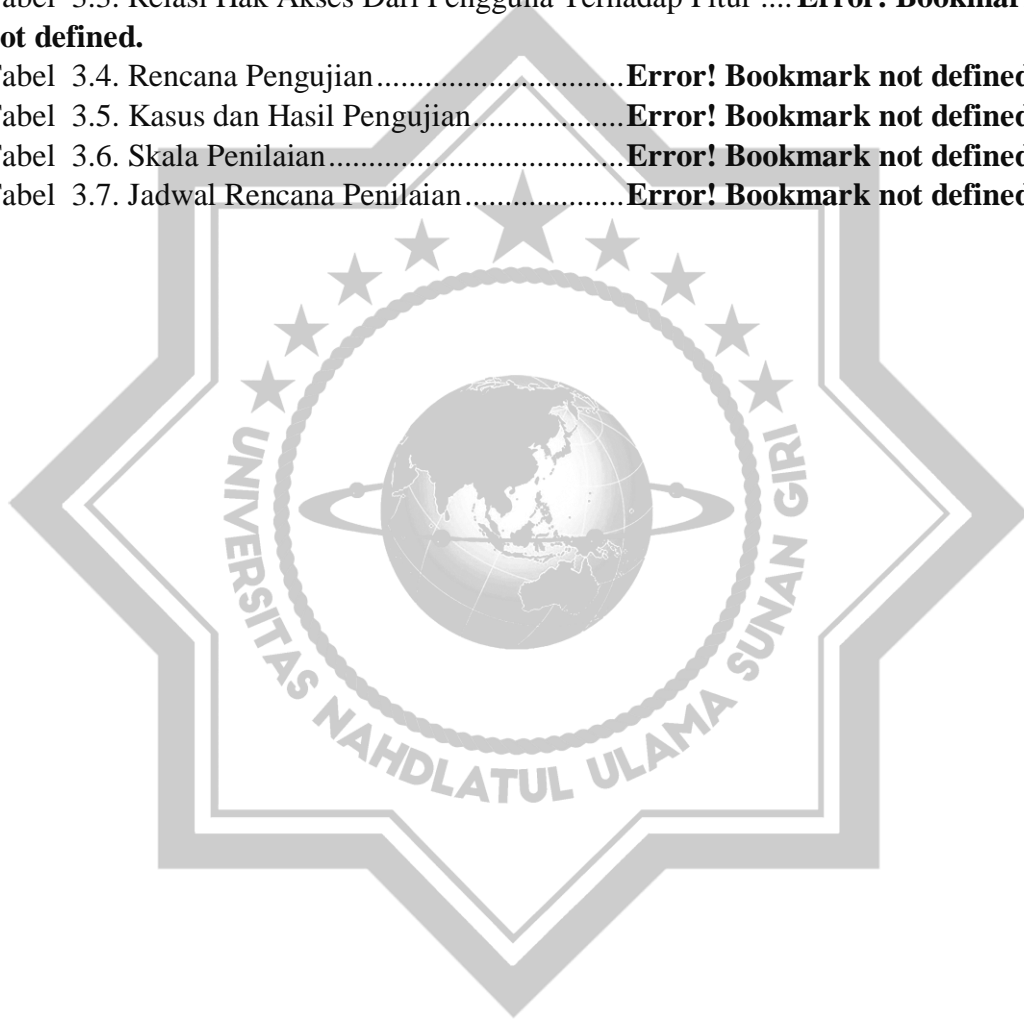 Tabel 3.3. Relasi Hak Akses Dari Pengguna Terhadap Fitur .... Error! Bookmar
not defined.
Tabel 3.4. Rencana Pengujian...............................Error! Bookmark not defined
Tabel 3.5. Kasus dan Hasil Pengujian...................Error! Bookmark not defined
Tabel 3.6. Skala Penilaian.....................................Error! Bookmark not defined
Tabel 3.7. Jadwal Rencana Penilaian....................Error! Bookmark not defined
UNIVERSITAS NAHDLATUL ULAMA SUNAN GIRI